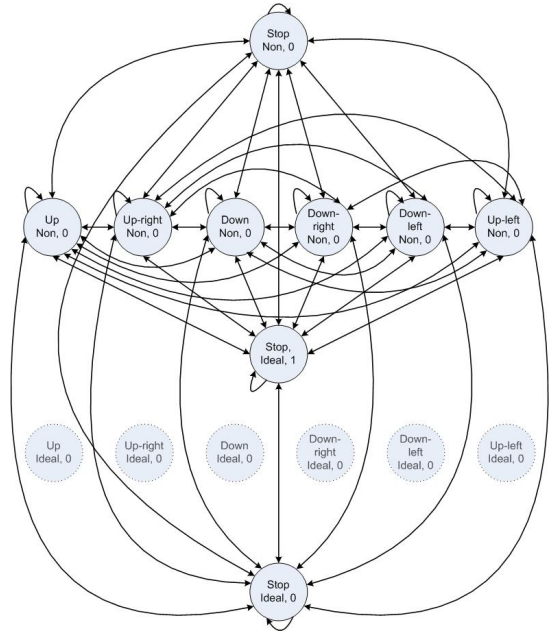 Stop
Non, 0
Up
Non, 0
Up-right
Non, 0
Down
Non, 0
Down-
right
Non, 0
Down-
left
Non, 0
Up-left
Non, 0
Stop,
Ideal, 1
Up
Ideal, 0
Up-right
Ideal, 0
Down
Ideal, 0
Down-
right
Ideal, 0
Down-
left
Ideal, 0
Up-left
Ideal, 0
Stop
Ideal, 0